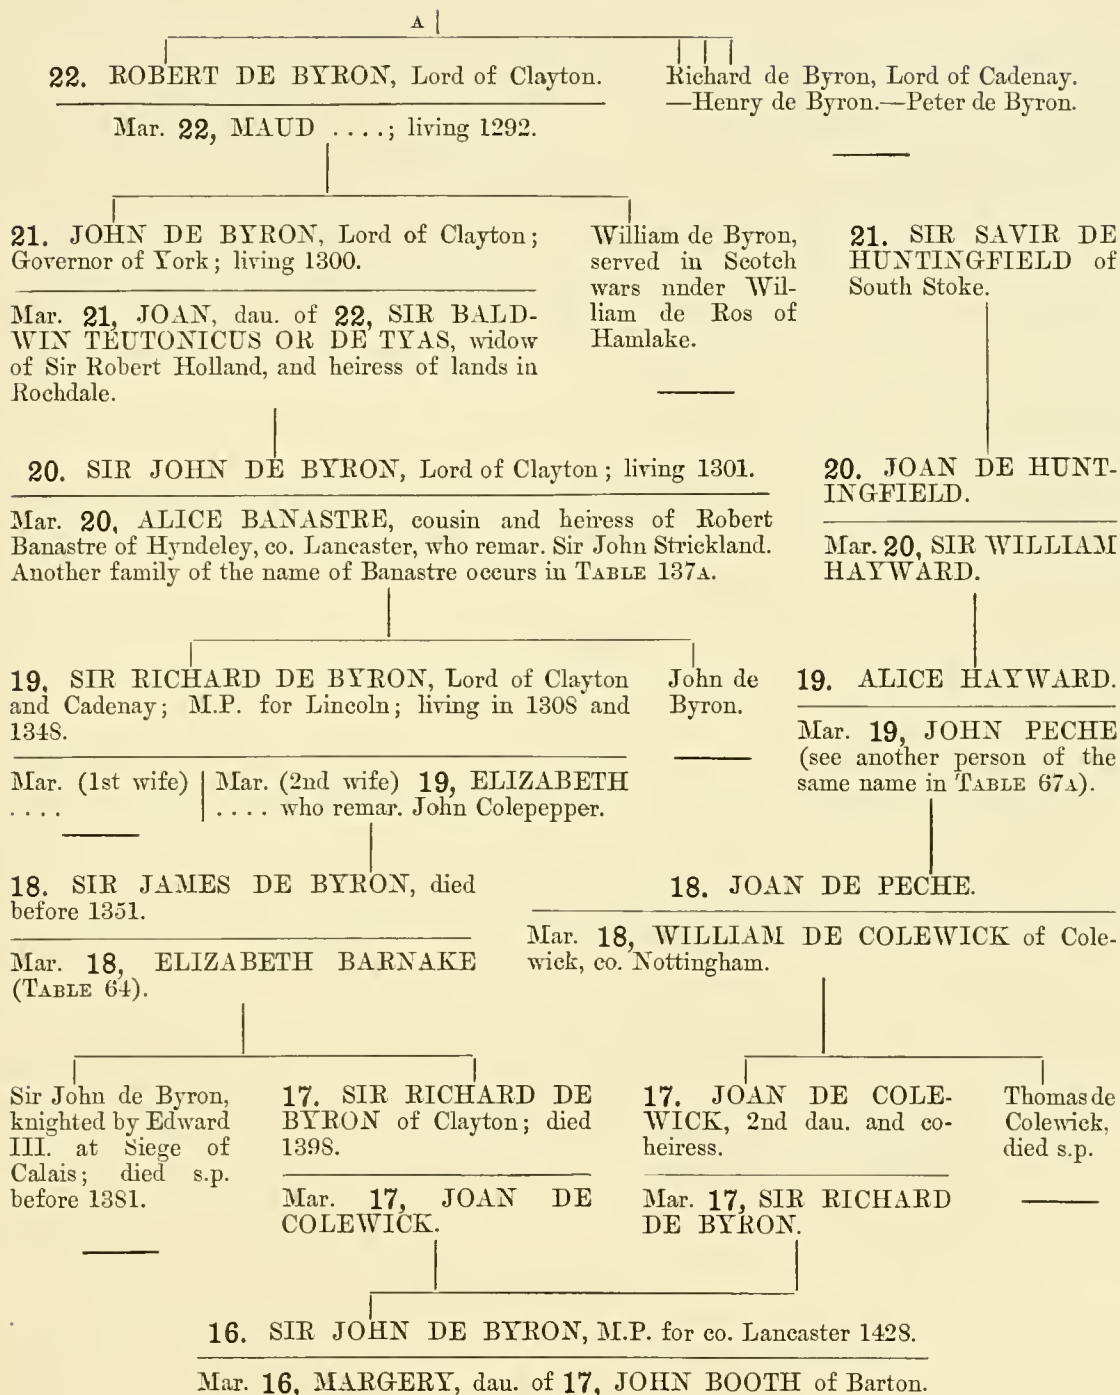 A
22. ROBERT DE BYRON, Lord of Clayton.
Mar. 22, MAUD ....; living 1292.
Richard de Byron, Lord of Cadenay.
—Henry de Byron.—Peter de Byron.
21. JOHN DE BYRON, Lord of Clayton;
Governor of York; living 1300.
Mar. 21, JOAN, dau. of 22, SIR BALD-
WIN TEUTONICUS OR DE TYAS, widow
of Sir Robert Holland, and heiress of lands in
Rochdale.
William de Byron,
served in Scotch
wars under Wil-
liam de Ros of
Hamlake.
21. SIR SAVIR DE
HUNTINGFIELD of
South Stoke.
20. SIR JOHN DE BYRON, Lord of Clayton; living 1301.
Mar. 20, ALICE BANASTRE, cousin and heiress of Robert
Banastre of Hyndeley, co. Lancaster, who remar. Sir John Strickland.
Another family of the name of Banastre occurs in TABLE 137A.
20. JOAN DE HUNT-
INGFIELD.
Mar. 20, SIR WILLIAM
HAYWARD.
19. SIR RICHARD DE BYRON, Lord of Clayton
and Cadenay; M.P. for Lincoln; living in 1308 and
1348.
Mar. (1st wife)
....
Mar. (2nd wife) 19, ELIZABETH
.... who remar. John Colepepper.
John de
Byron.
19. ALICE HAYWARD.
Mar. 19, JOHN PECHE
(see another person of the
same name in TABLE 67A).
18. SIR JAMES DE BYRON, died
before 1351.
Mar. 18, ELIZABETH BARNAKE
(TABLE 64).
18. JOAN DE PECHE.
Mar. 18, WILLIAM DE COLEWICK of Cole-
wick, co. Nottingham.
Sir John de Byron,
knighted by Edward
III. at Siege of
Calais; died s.p.
before 1381.
17. SIR RICHARD DE
BYRON of Clayton; died
1398.
Mar. 17, JOAN DE
COLEWICK.
17. JOAN DE COLE-
WICK, 2nd dau. and co-
heiress.
Mar. 17, SIR RICHARD
DE BYRON.
Thomas de
Colewick,
died s.p.
16. SIR JOHN DE BYRON, M.P. for co. Lancaster 1428.
Mar. 16, MARGERY, dau. of 17, JOHN BOOTH of Barton.